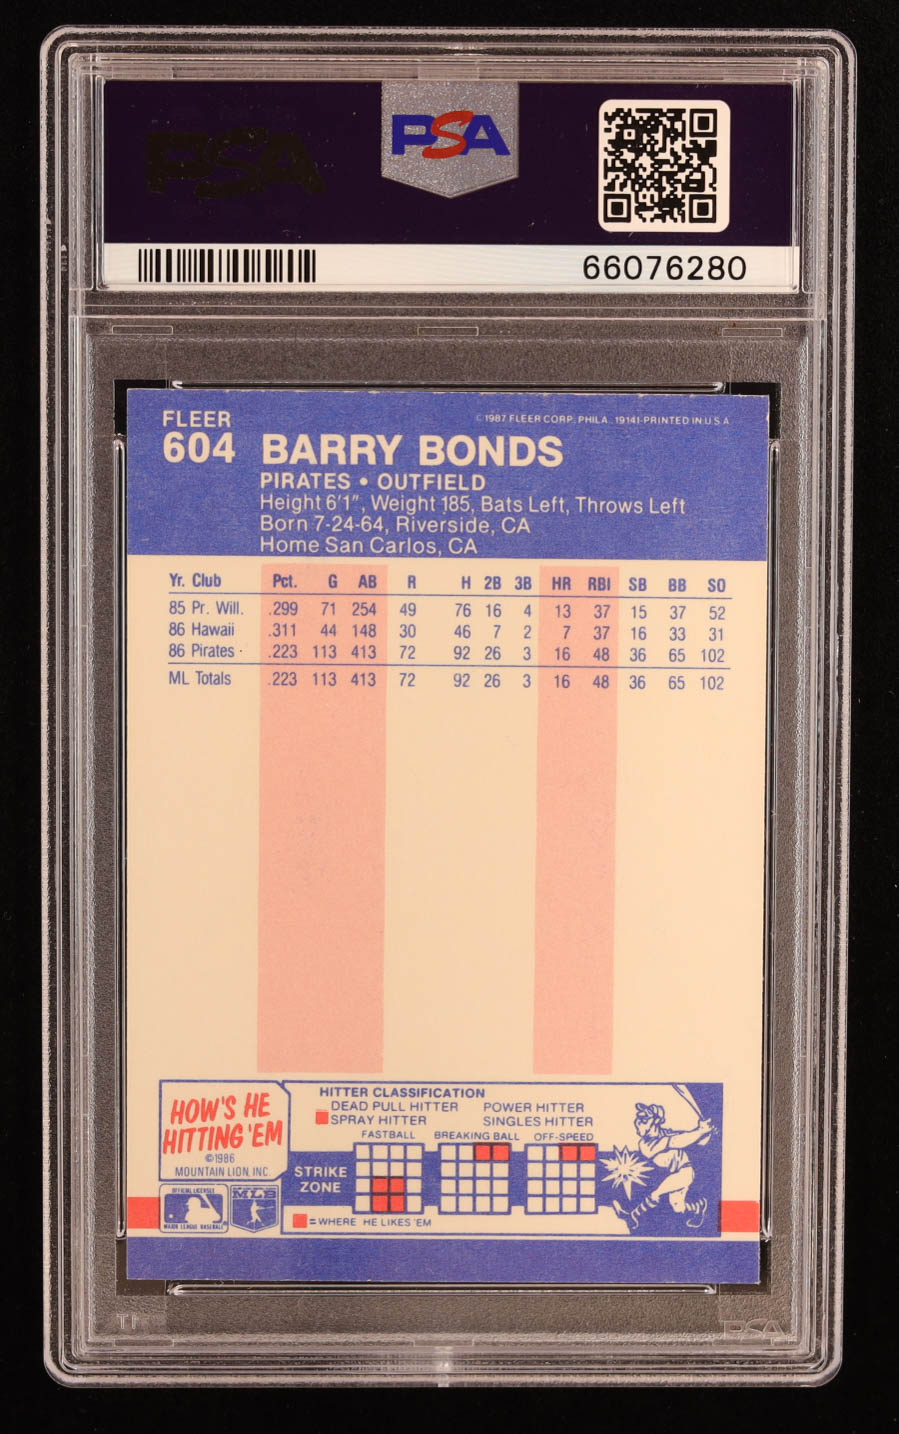 PSA
PSA
66076280
FLEER
604
© 1987 FLEER CORP. PHILA. 19141-PRINTED IN U.S.A
BARRY BONDS
PIRATES • OUTFIELD
Height 6'1", Weight 185, Bats Left, Throws Left
Born 7-24-64, Riverside, CA
Home San Carlos, CA
Yr. Club Pct. G AB R H 2B 3B HR RBI SB BB SO
85 Pr. Will. .299 71 254 49 76 16 4 13 37 15 37 52
86 Hawaii .311 44 148 30 46 7 2 7 37 16 33 31
86 Pirates .223 113 413 72 92 26 3 16 48 36 65 102
ML Totals .223 113 413 72 92 26 3 16 48 36 65 102
HOW'S HE
HITTING 'EM
©1986
MOUNTAIN LION, INC.
HITTER CLASSIFICATION
DEAD PULL HITTER POWER HITTER
SPRAY HITTER SINGLES HITTER
FASTBALL BREAKING BALL OFF-SPEED
STRIKE
ZONE
=WHERE HE LIKES 'EM
OFFICIAL LICENSEE
MAJOR LEAGUE BASEBALL
MLB
PSA